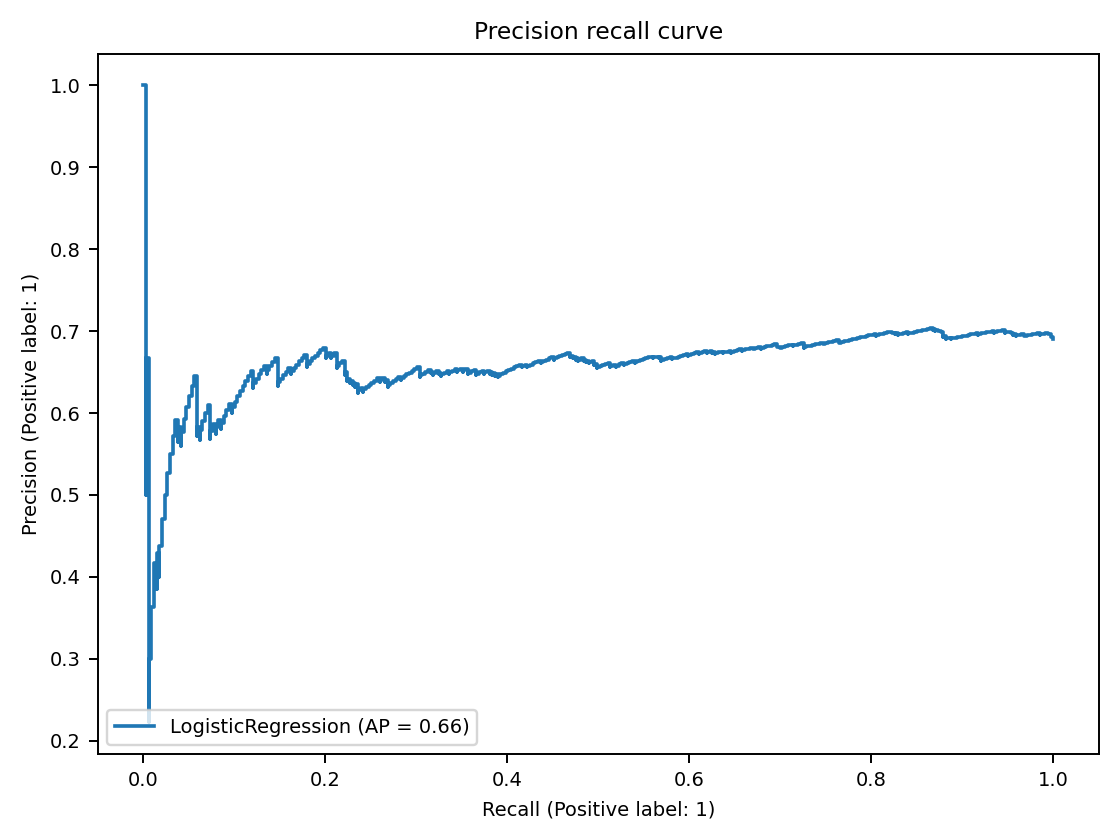 Precision recall curve
1.0
0.9
0.8
0.7
0.6
0.5
0.4
0.3
0.2
Precision (Positive label: 1)
LogisticRegression (AP = 0.66)
0.0 0.2 0.4 0.6 0.8 1.0
Recall (Positive label: 1)